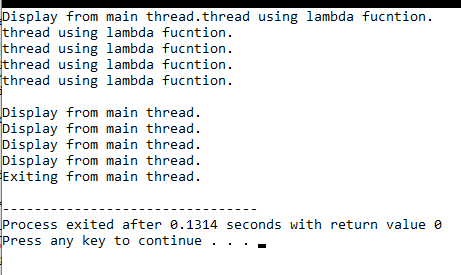 Display from main thread.thread using lambda fucntion.
thread using lambda fucntion.
thread using lambda fucntion.
thread using lambda fucntion.
thread using lambda fucntion.
Display from main thread.
Display from main thread.
Display from main thread.
Display from main thread.
Exiting from main thread.
--------------------------------
Process exited after 0.1314 seconds with return value 0
Press any key to continue . . .